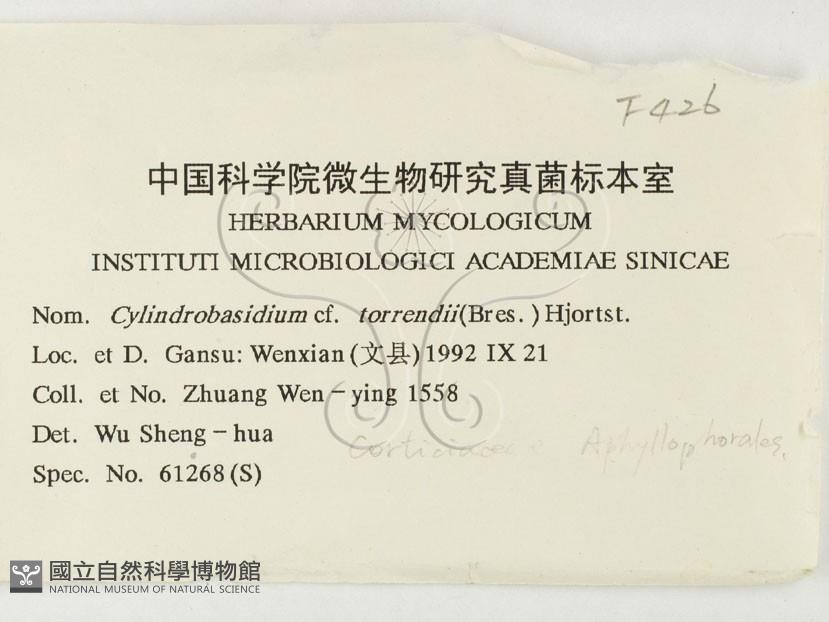 F426
中国科学院微生物研究真菌标本室
HERBARIUM MYCOLOGICUM
INSTITUTI MICROBIOLOGICI ACADEMIAE SINICAE
Nom. Cylindrobasidium cf. torrendii(Bres.)Hjortst.
Loc. et D. Gansu: Wenxian(文县)1992 IX 21
Coll. et No. Zhuang Wen-ying 1558
Det. Wu Sheng-hua
Corticiaceae Aphyllophorales.
Spec. No. 61268(S)
國立自然科學博物館
NATIONAL MUSEUM OF NATURAL SCIENCE